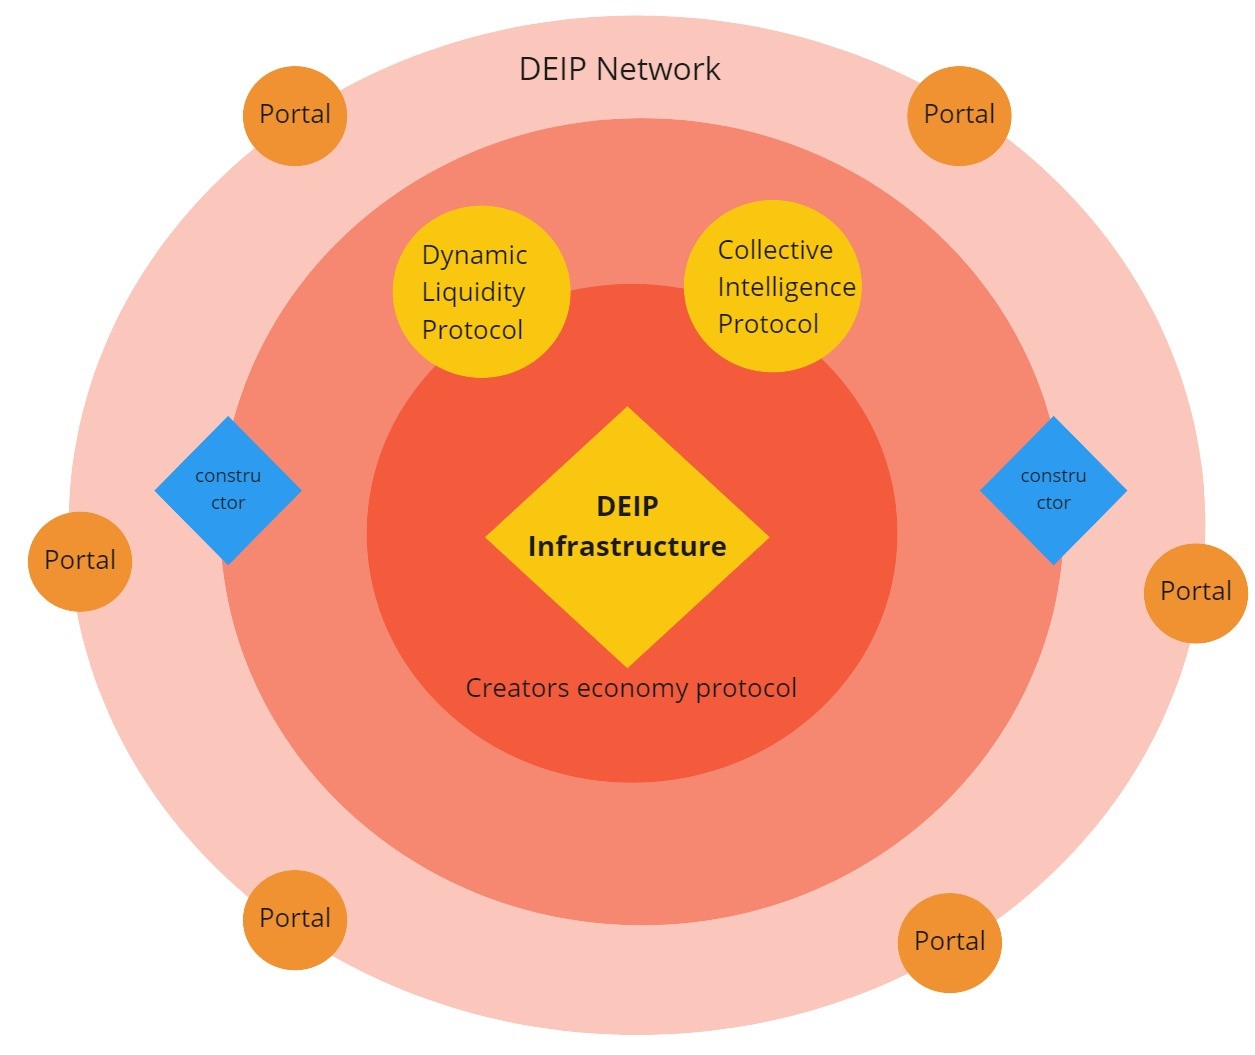 DEIP Network
Portal
Portal
Dynamic
Liquidity
Protocol
Collective
Intelligence
Protocol
constru
ctor
constru
ctor
DEIP
Infrastructure
Portal
Portal
Creators economy protocol
Portal
Portal